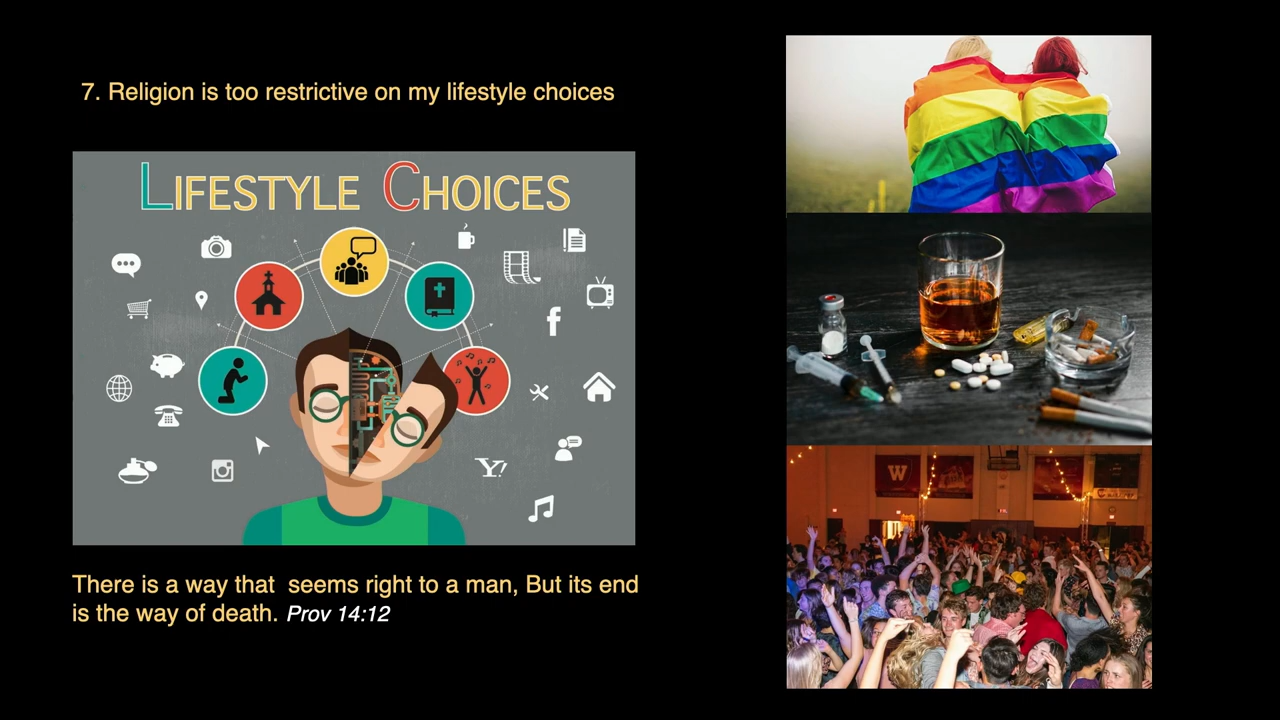 7. Religion is too restrictive on my lifestyle choices
LIFESTYLE CHOICES
f
Y!
W
There is a way that  seems right to a man, But its end
is the way of death. Prov 14:12